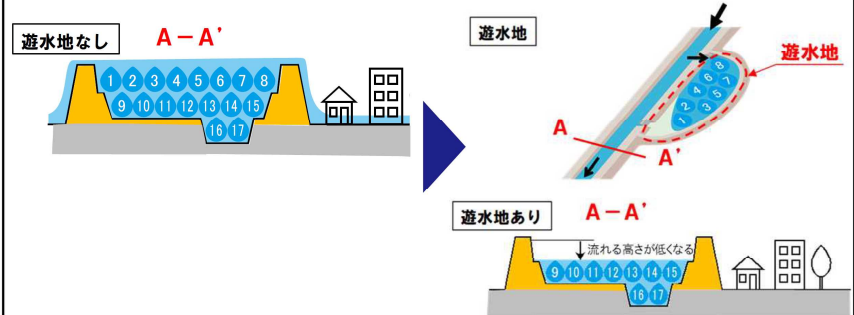 遊水地なし
A－A'
1 2 3 4 5 6 7 8
9 10 11 12 13 14 15
16 17
遊水地
遊水地
8
6 7
4 5
2 3
1
A
A'
遊水地あり
A－A'
流れる高さが低くなる
9 10 11 12 13 14 15
16 17